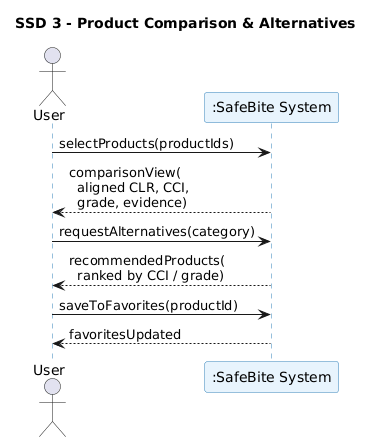 SSD 3 - Product Comparison & Alternatives
User
:SafeBite System
selectProducts(productIds)
comparisonView(
aligned CLR, CCI,
grade, evidence)
requestAlternatives(category)
recommendedProducts(
ranked by CCI / grade)
saveToFavorites(productId)
favoritesUpdated
User
:SafeBite System